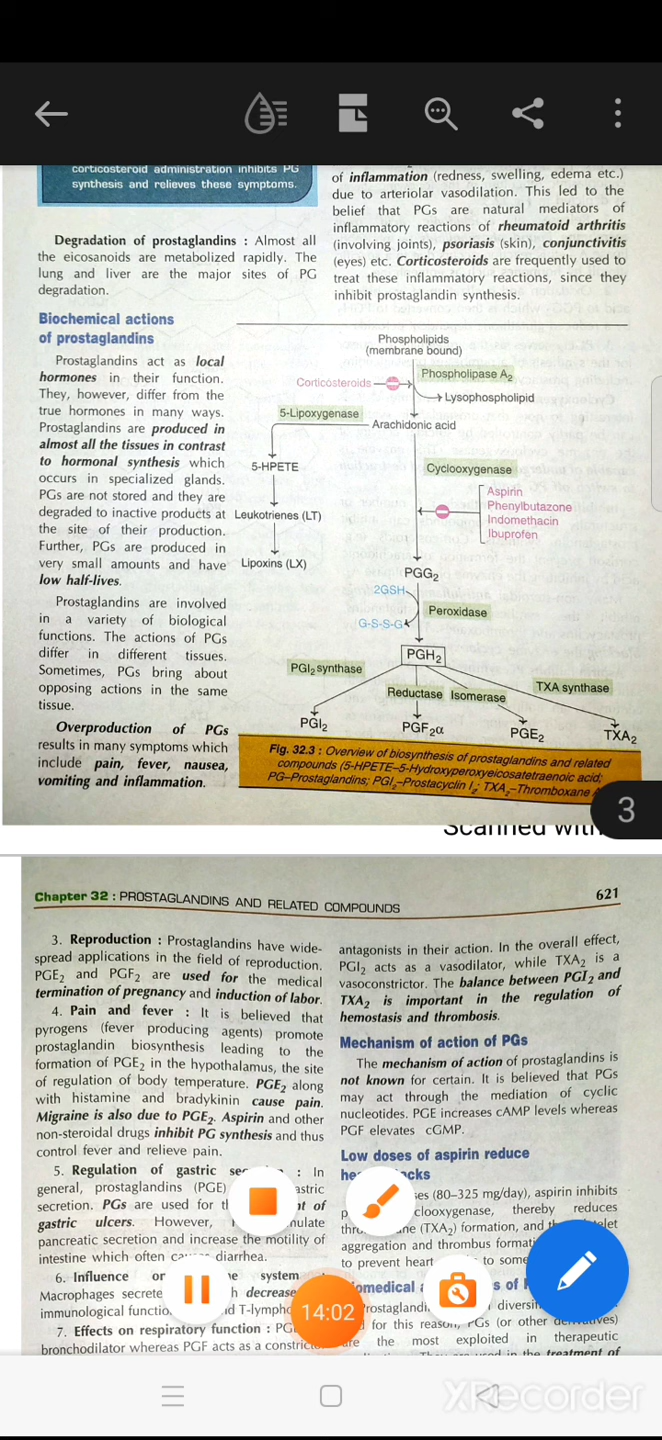 corticosteroid administration inhibits PG
synthesis and relieves these symptoms.
Degradation of prostaglandins : Almost all
the eicosanoids are metabolized rapidly. The
lung and liver are the major sites of PG
degradation.
of inflammation (redness, swelling, edema etc.)
due to arteriolar vasodilation. This led to the
belief that PGs are natural mediators of
inflammatory reactions of rheumatoid arthritis
(involving joints), psoriasis (skin), conjunctivitis
(eyes) etc. Corticosteroids are frequently used to
treat these inflammatory reactions, since they
inhibit prostaglandin synthesis.
Biochemical actions
of prostaglandins
Prostaglandins act as local
hormones in their function.
They, however, differ from the
true hormones in many ways.
Prostaglandins are produced in
almost all the tissues in contrast
to hormonal synthesis which
occurs in specialized glands.
PGs are not stored and they are
degraded to inactive products at
the site of their production.
Further, PGs are produced in
very small amounts and have
low half-lives.
Prostaglandins are involved
in a variety of biological
functions. The actions of PGs
differ in different tissues.
Sometimes, PGs bring about
opposing actions in the same
tissue.
Overproduction of PGs
results in many symptoms which
include pain, fever, nausea,
vomiting and inflammation.
Phospholipids
(membrane bound)
Corticosteroids
Phospholipase A2
Lysophospholipid
5-Lipoxygenase
Arachidonic acid
5-HPETE
Cyclooxygenase
Aspirin
Phenylbutazone
Indomethacin
Ibuprofen
Leukotrienes (LT)
Lipoxins (LX)
PGG2
2GSH
Peroxidase
G-S-S-G
PGH2
PGI2 synthase
Reductase
Isomerase
TXA synthase
PGI2
PGF2α
PGE2
TXA2
Fig. 32.3 : Overview of biosynthesis of prostaglandins and related
compounds (5-HPETE–5-Hydroxyperoxyeicosatetraenoic acid;
PG–Prostaglandins; PGI2–Prostacyclin I2; TXA2–Thromboxane
3
Scanned with
Chapter 32 : PROSTAGLANDINS AND RELATED COMPOUNDS
621
3. Reproduction : Prostaglandins have wide-
spread applications in the field of reproduction.
PGE2 and PGF2 are used for the medical
termination of pregnancy and induction of labor.
4. Pain and fever : It is believed that
pyrogens (fever producing agents) promote
prostaglandin biosynthesis leading to the
formation of PGE2 in the hypothalamus, the site
of regulation of body temperature. PGE2 along
with histamine and bradykinin cause pain.
Migraine is also due to PGE2. Aspirin and other
non-steroidal drugs inhibit PG synthesis and thus
control fever and relieve pain.
5. Regulation of gastric : In
general, prostaglandins (PGE)
secretion. PGs are used for of
gastric ulcers. However,
pancreatic secretion and increase the motility of
intestine which often diarrhea.
6. Influence system
Macrophages secrete decrease
immunological
7. Effects on respiratory function :
bronchodilator whereas PGF acts as a
antagonists in their action. In the overall effect,
PGI2 acts as a vasodilator, while TXA2 is a
vasoconstrictor. The balance between PGI2 and
TXA2 is important in the regulation of
hemostasis and thrombosis.
Mechanism of action of PGs
The mechanism of action of prostaglandins is
not known for certain. It is believed that PGs
may act through the mediation of cyclic
nucleotides. PGE increases cAMP levels whereas
PGF elevates cGMP.
Low doses of aspirin reduce
(80–325 mg/day), aspirin inhibits
thereby reduces
(TXA2) formation, and
aggregation and thrombus
to prevent heart to some
of
for this reason, PGs (or other
are the most exploited in therapeutic
used in the treatment of
14:02
XRecorder